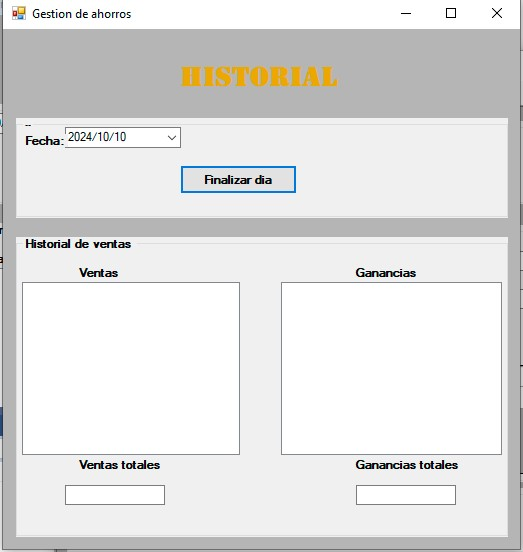 Gestion de ahorros
HISTORIAL
Fecha: 2024/10/10
Finalizar dia
Historial de ventas
Ventas Ganancias
Ventas totales Ganancias totales